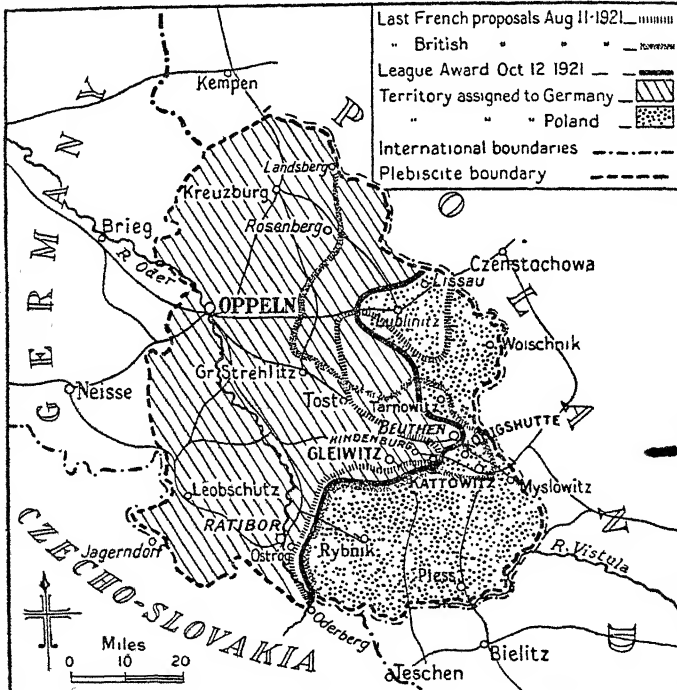 Last French proposals Aug 11-1921
" British " " "
League Award Oct 12 1921
Territory assigned to Germany
" " " Poland
International boundaries
Plebiscite boundary
GERMANY
POLAND
Kempen
Landsberg
Kreuzburg
Rosenberg
Brieg
R. Oder
Czenstochowa
Lissau
OPPELN
Lublinitz
Woischnik
Gr. Strehlitz
Neisse
Tost
Tarnowitz
BEUTHEN
KIGSHUTTE
HINDENBURG
GLEIWITZ
KATTOWITZ
Myslowitz
Leobschutz
RATIBOR
Jagerndorf
Ostrog
Rybnik
R. Vistula
Pless
CZECHO-SLOVAKIA
Oderberg
Miles
0 10 20
Teschen
Bielitz